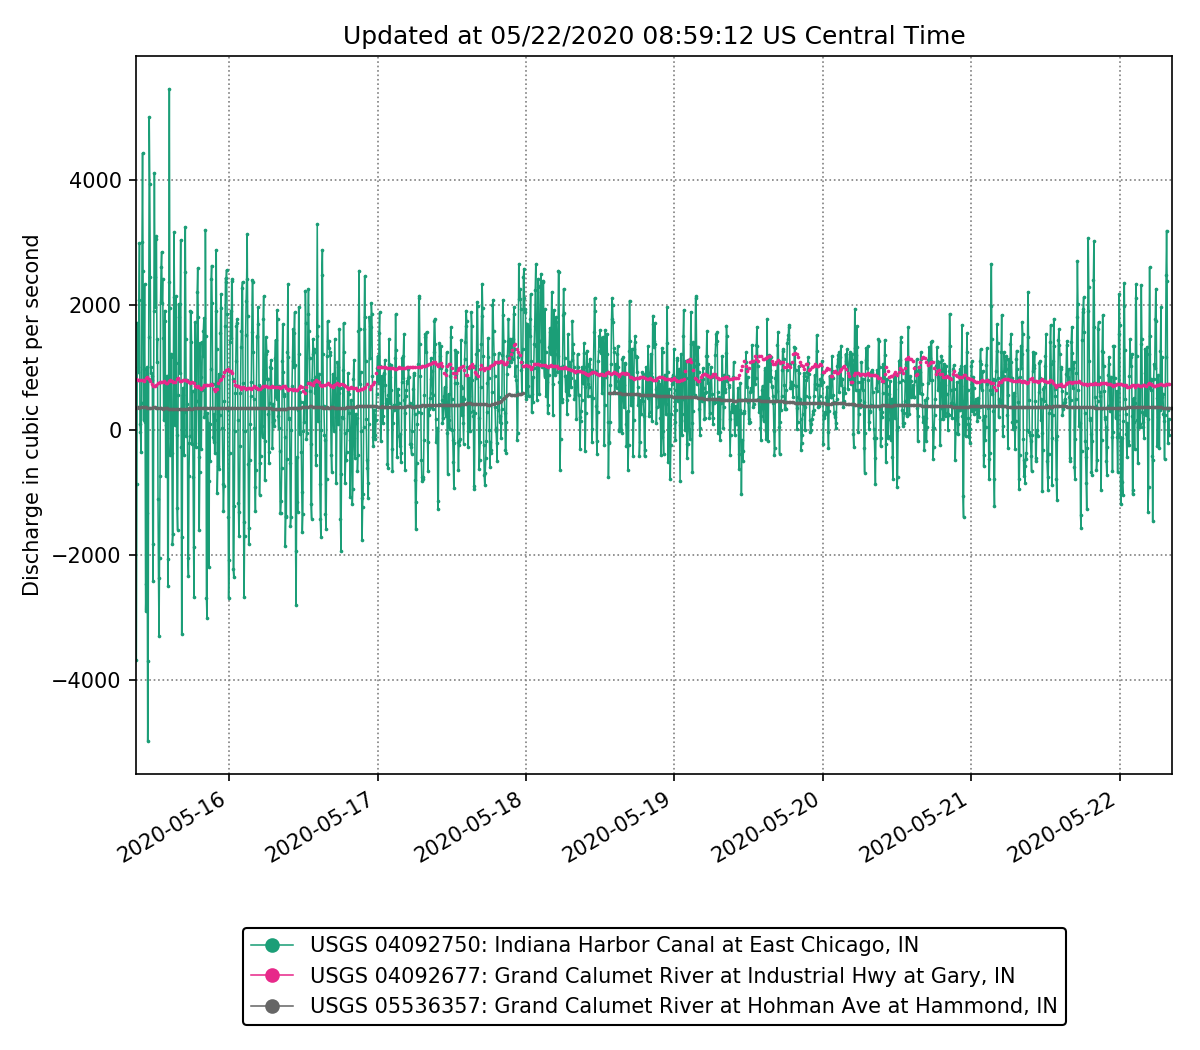 Updated at 05/22/2020 08:59:12 US Central Time
Discharge in cubic feet per second
4000
2000
0
−2000
−4000
2020-05-16
2020-05-17
2020-05-18
2020-05-19
2020-05-20
2020-05-21
2020-05-22
USGS 04092750: Indiana Harbor Canal at East Chicago, IN
USGS 04092677: Grand Calumet River at Industrial Hwy at Gary, IN
USGS 05536357: Grand Calumet River at Hohman Ave at Hammond, IN